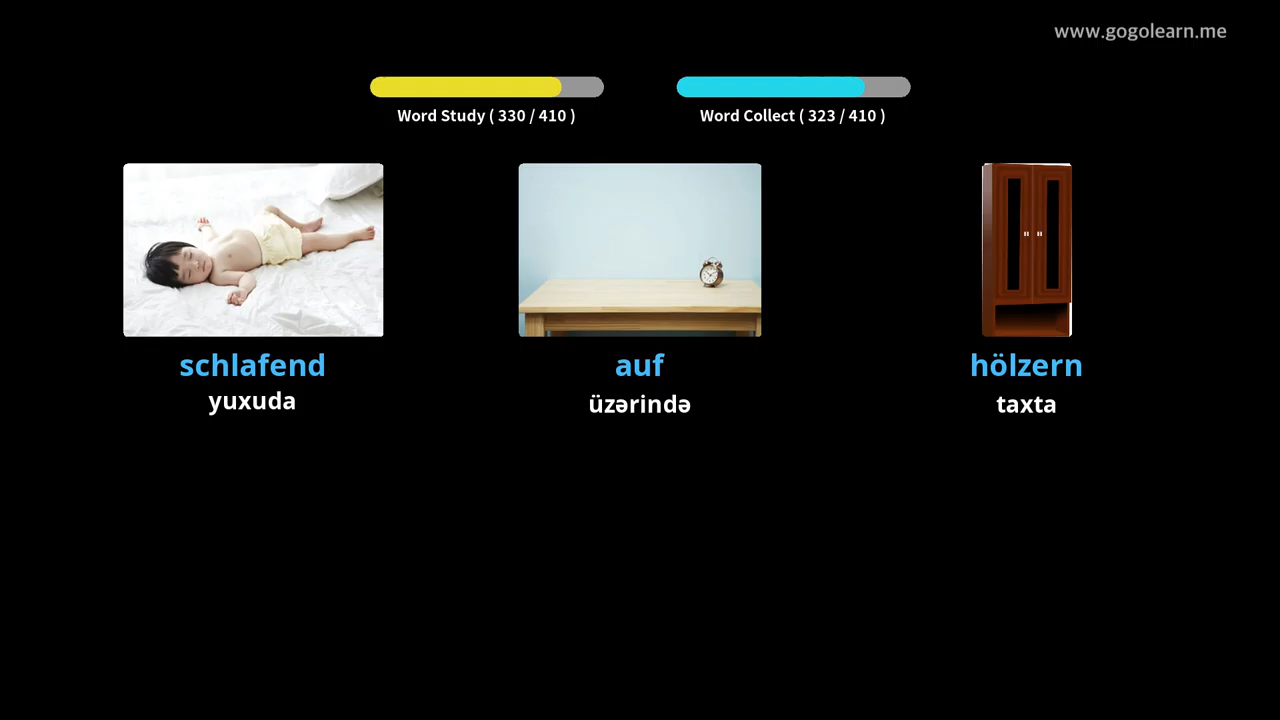 www.gogolearn.me
Word Study ( 330 / 410 )
Word Collect ( 323 / 410 )
schlafend
auf
hölzern
yuxuda
üzərində
taxta